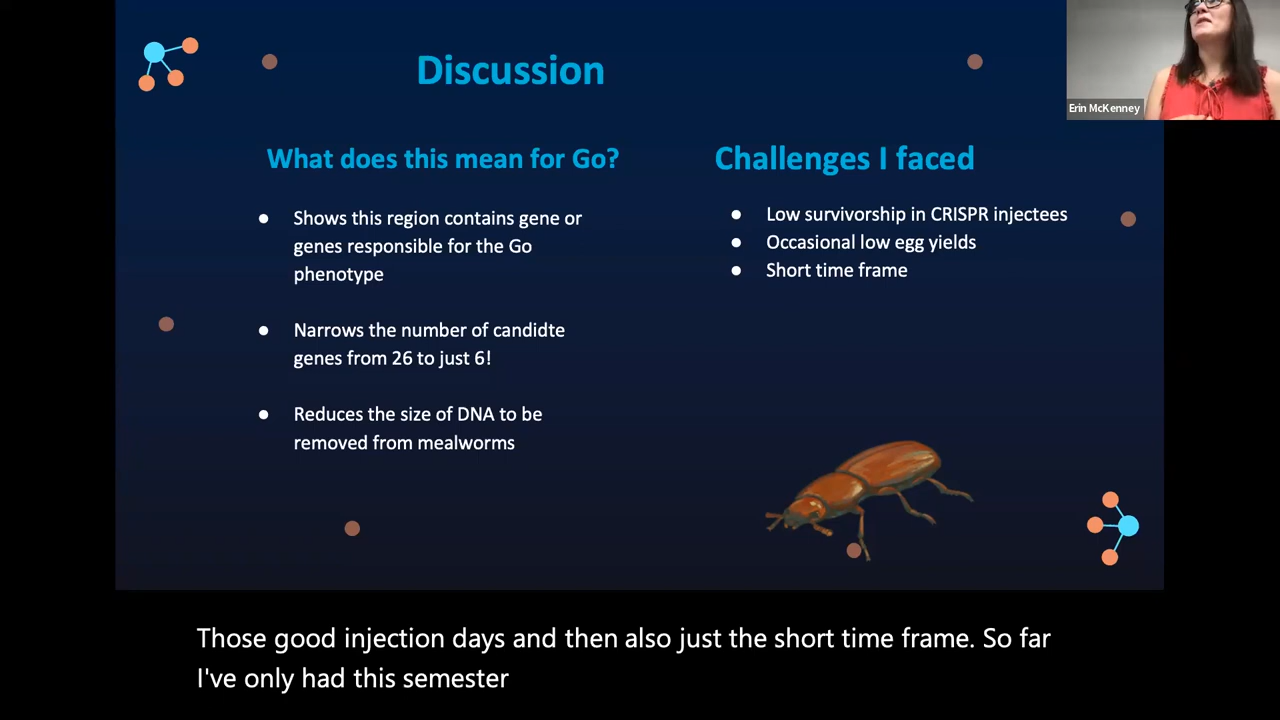 Discussion
Erin McKenney
What does this mean for Go?
● Shows this region contains gene or
genes responsible for the Go
phenotype
● Narrows the number of candidte
genes from 26 to just 6!
● Reduces the size of DNA to be
removed from mealworms
Challenges I faced
● Low survivorship in CRISPR injectees
● Occasional low egg yields
● Short time frame
Those good injection days and then also just the short time frame. So far
I've only had this semester